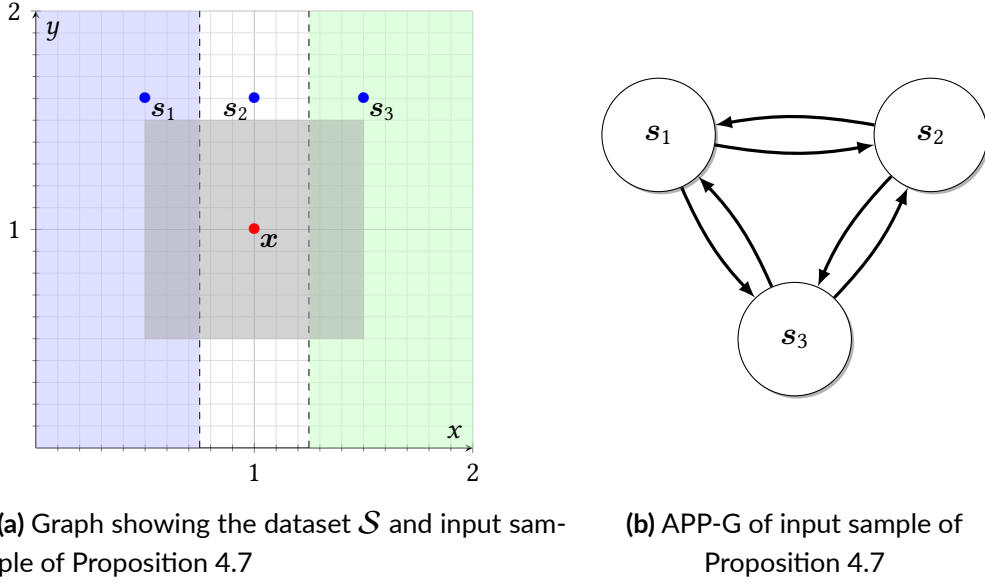 2
y
s₁
s₂
s₃
1
x
x
1
2
s₁
s₂
s₃
(a) Graph showing the dataset 𝒮 and input sam-
ple of Proposition 4.7
(b) APP-G of input sample of
Proposition 4.7